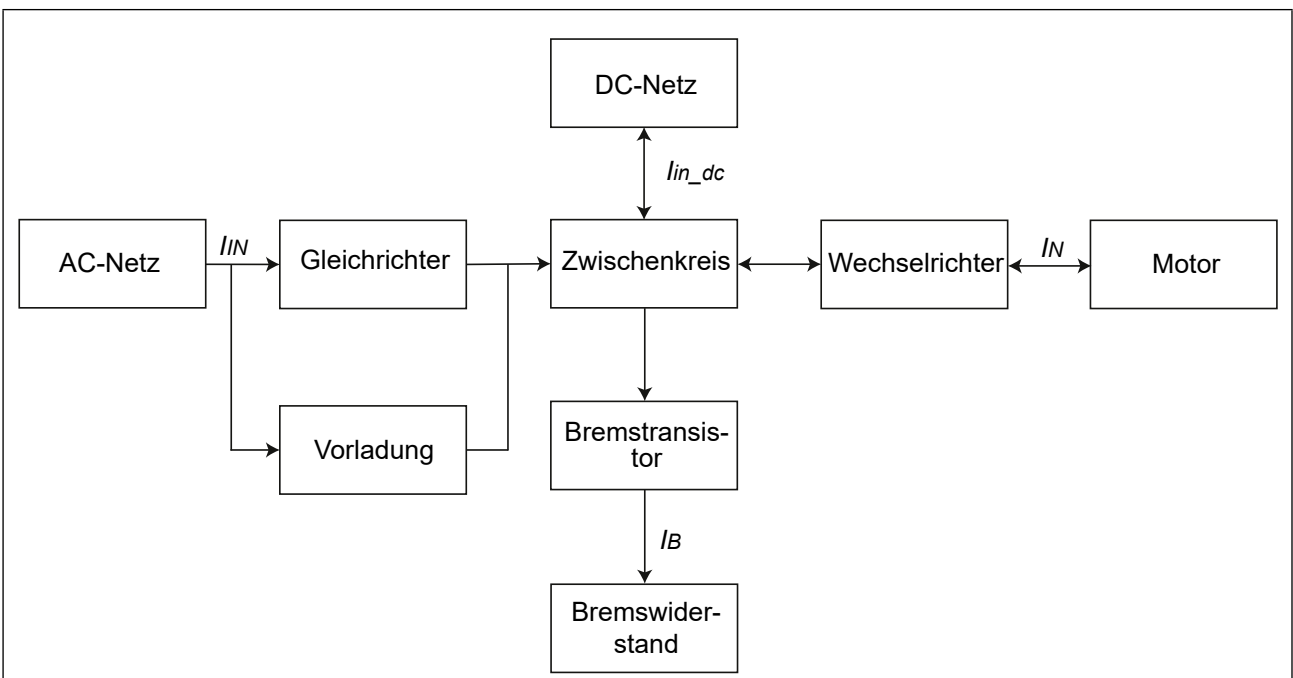 DC-Netz
Iin_dc
AC-Netz
IIN
Gleichrichter
Zwischenkreis
Wechselrichter
IN
Motor
Vorladung
Bremstransis-
tor
IB
Bremswider-
stand